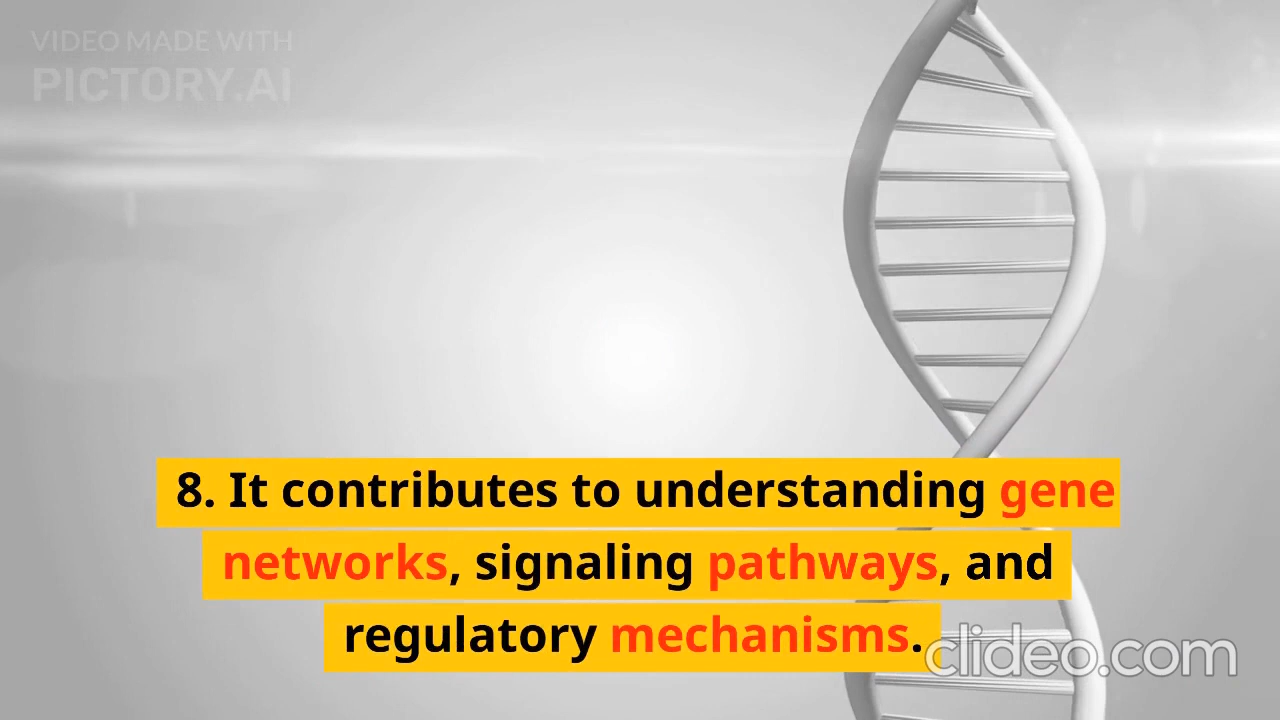 VIDEO MADE WITH
PICTORY.AI
8. It contributes to understanding gene
networks, signaling pathways, and
regulatory mechanisms.
clideo.com